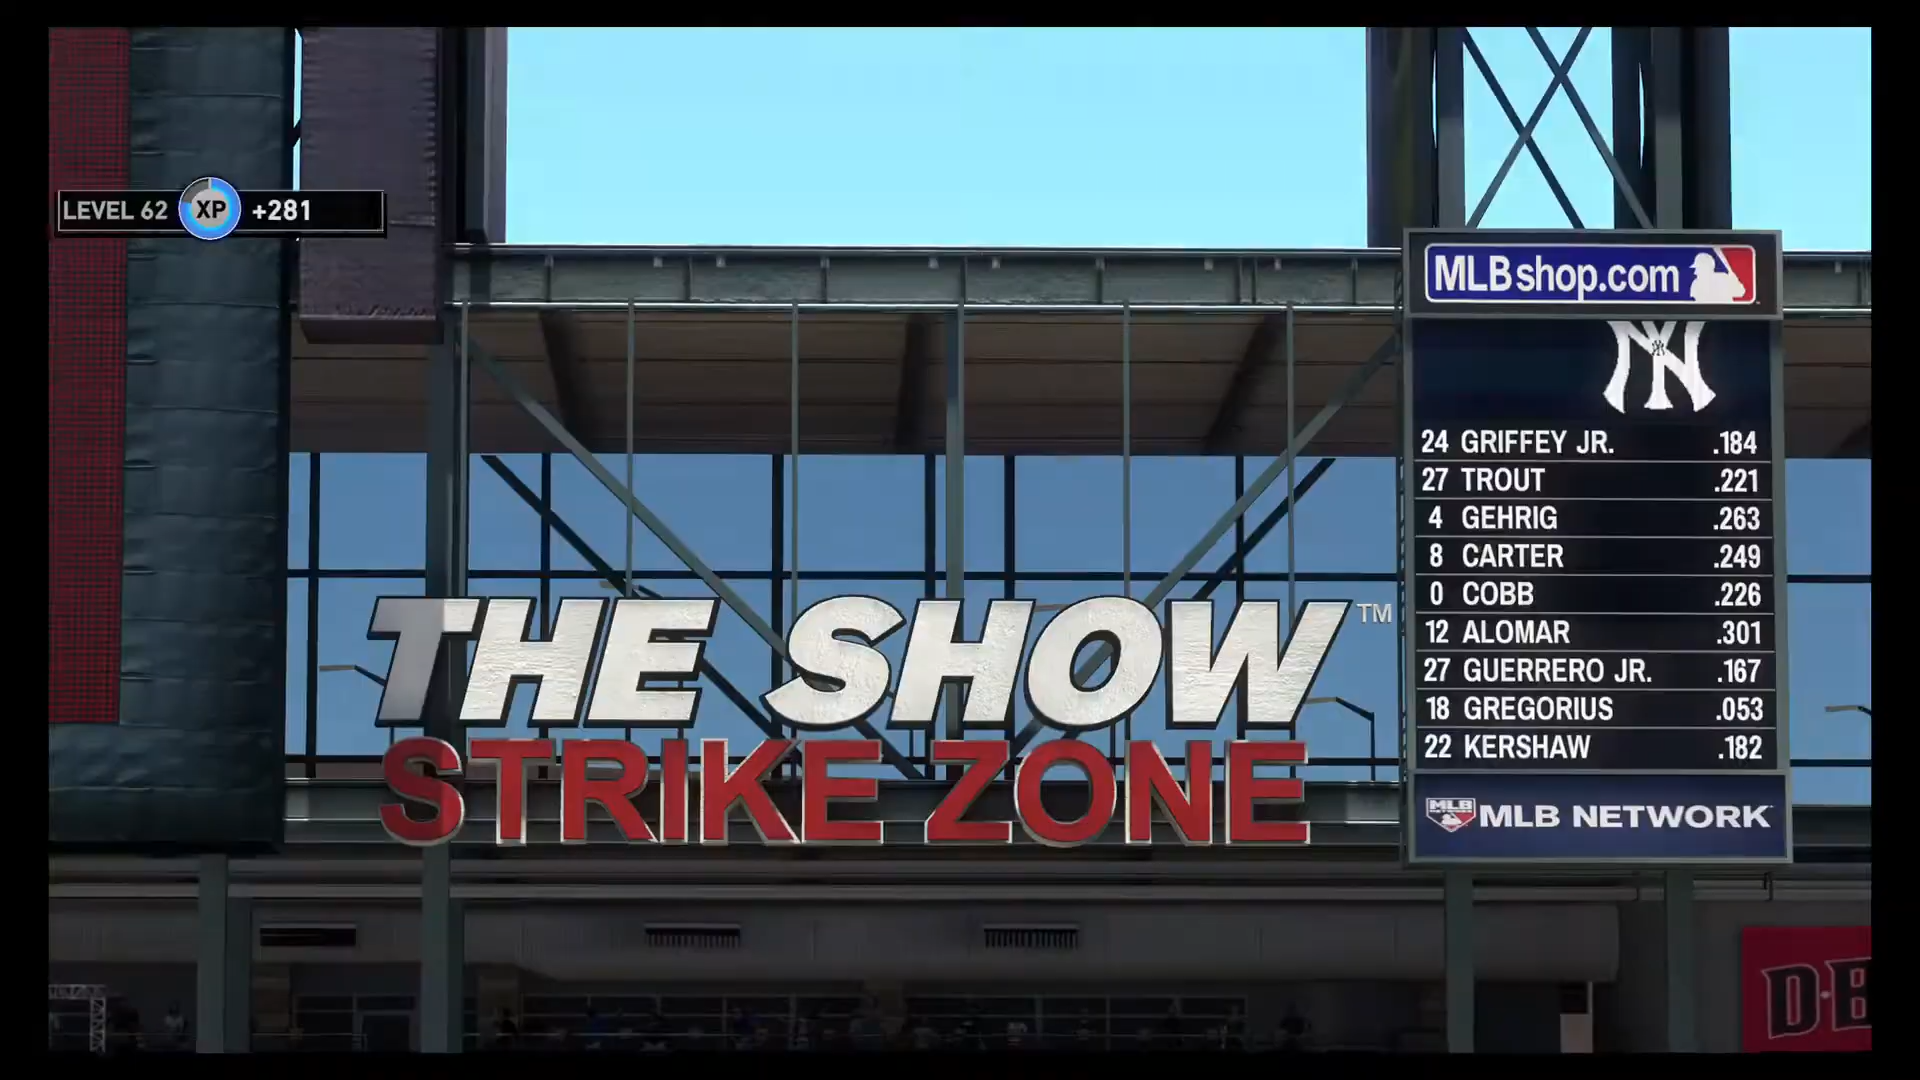 LEVEL 62 XP +281
MLBshop.com
NY
24 GRIFFEY JR. .184
27 TROUT .221
4 GEHRIG .263
8 CARTER .249
0 COBB .226
12 ALOMAR .301
27 GUERRERO JR. .167
18 GREGORIUS .053
22 KERSHAW .182
THE SHOW™
STRIKE ZONE
MLB MLB NETWORK
D-B